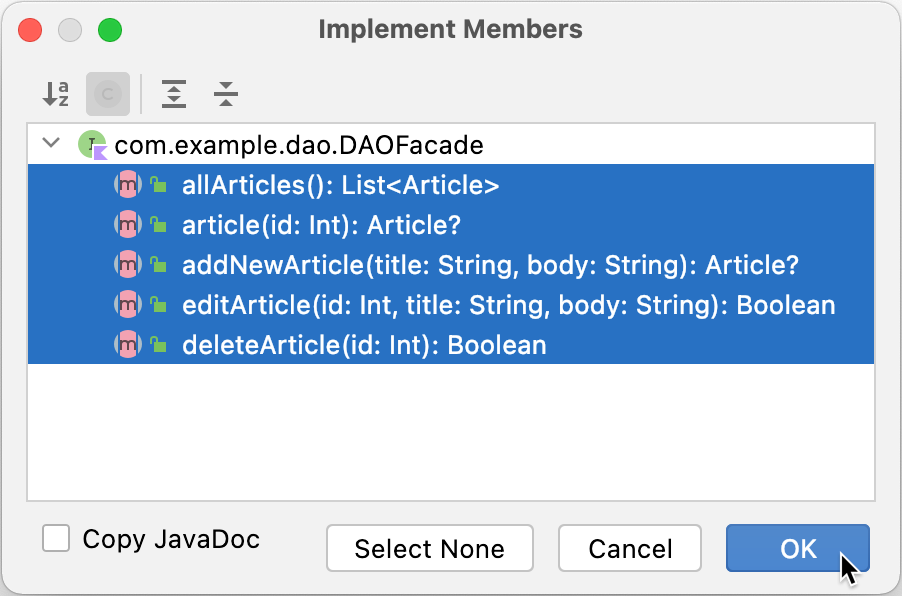 Implement Members
com.example.dao.DAOFacade
allArticles(): List<Article>
article(id: Int): Article?
addNewArticle(title: String, body: String): Article?
editArticle(id: Int, title: String, body: String): Boolean
deleteArticle(id: Int): Boolean
Copy JavaDoc
Select None
Cancel
OK